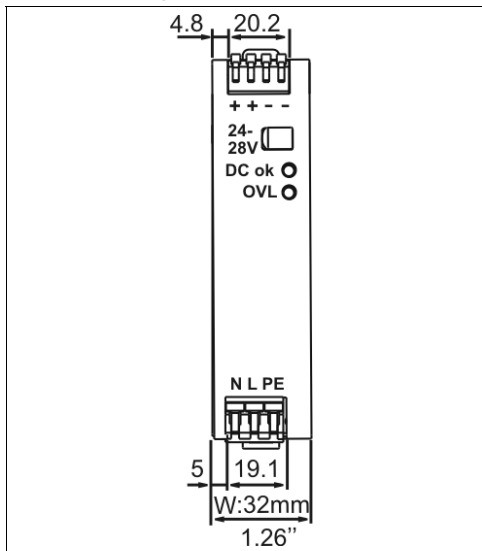 4.8 20.2
+ + - -
24-
28V
DC ok
OVL
N L PE
5 19.1
W:32mm
1.26’’